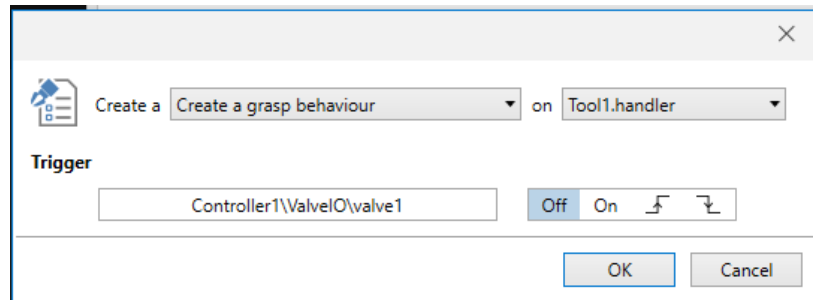 Create a Create a grasp behaviour on Tool1.handler
Trigger
Controller1\ValveIO\valve1 Off On
OK Cancel